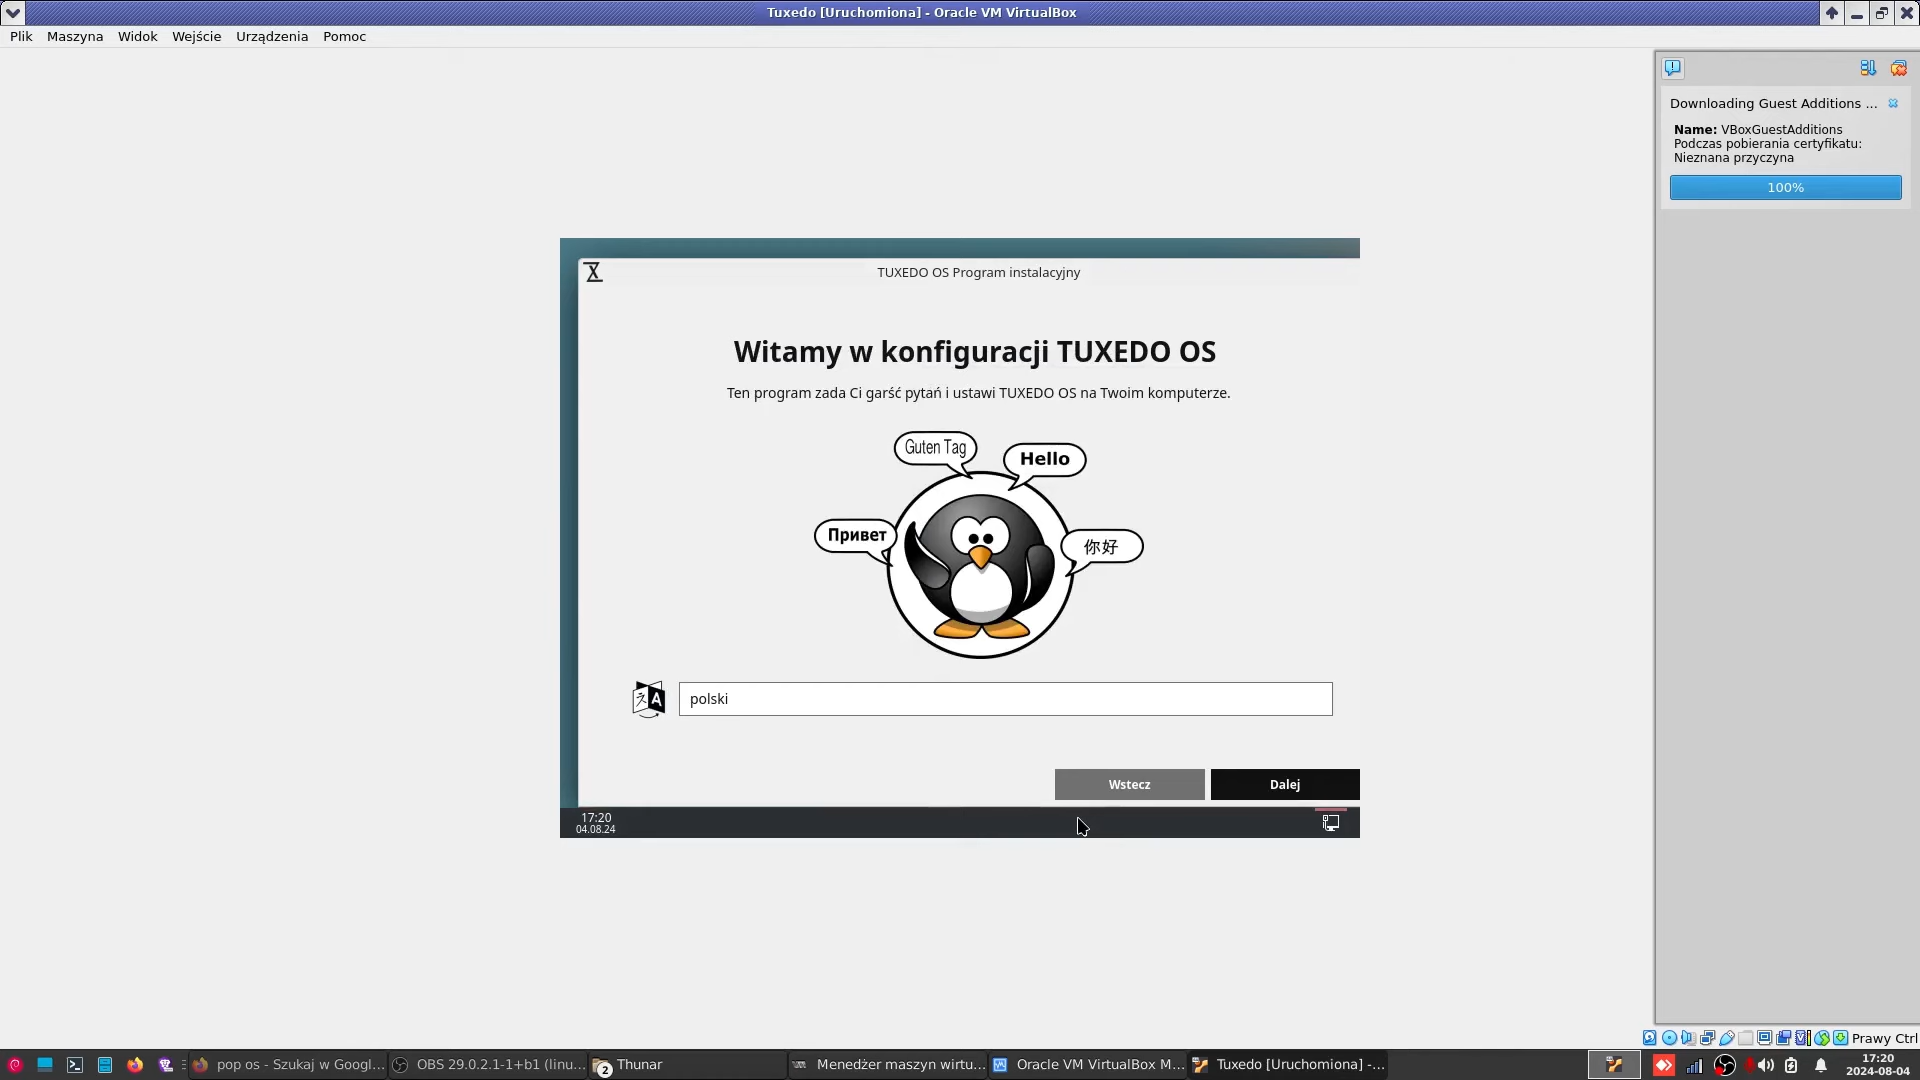 Tuxedo [Uruchomiona] - Oracle VM VirtualBox
Plik Maszyna Widok Wejście Urządzenia Pomoc
Downloading Guest Additions ...
Name: VBoxGuestAdditions
Podczas pobierania certyfikatu:
Nieznana przyczyna
100%
TUXEDO OS Program instalacyjny
Witamy w konfiguracji TUXEDO OS
Ten program zada Ci garść pytań i ustawi TUXEDO OS na Twoim komputerze.
Guten Tag
Hello
Привет
你好
polski
Wstecz
Dalej
17:20
04.08.24
Prawy Ctrl
pop os - Szukaj w Googl...
OBS 29.0.2.1-1+b1 (linu...
2
Thunar
Menedżer maszyn wirtu...
Oracle VM VirtualBox M...
Tuxedo [Uruchomiona] -...
17:20
2024-08-04